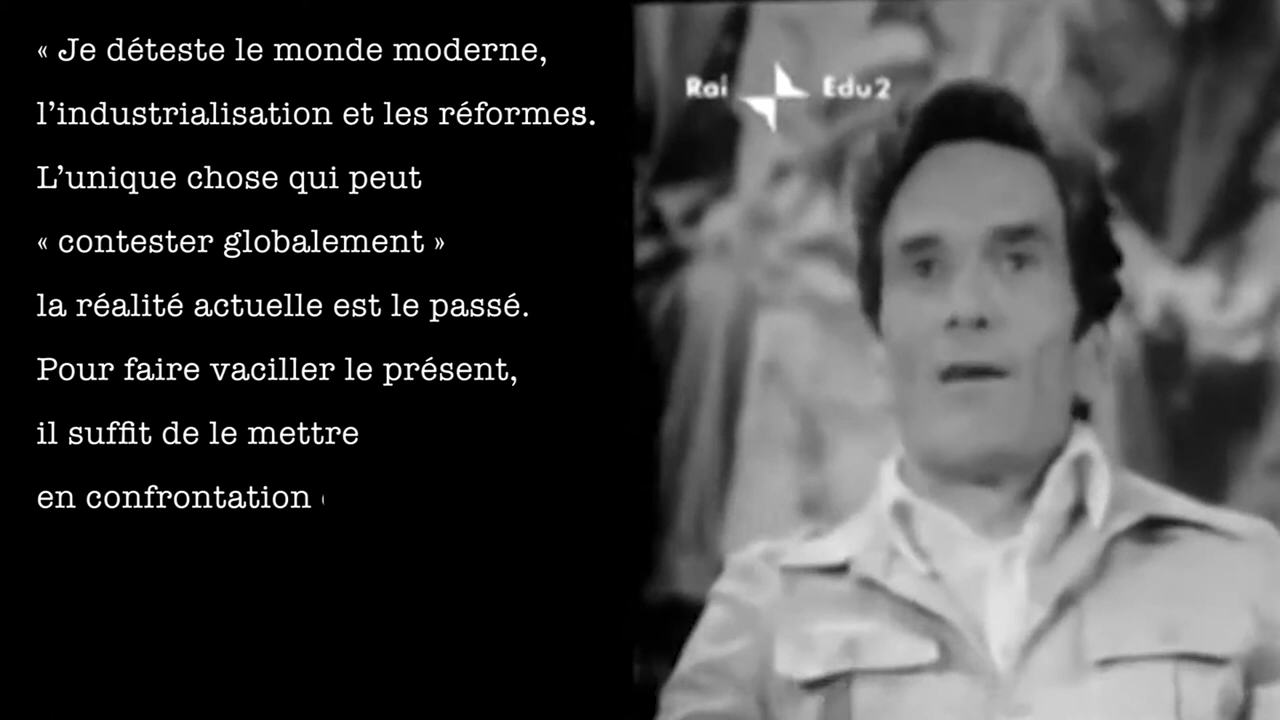 « Je déteste le monde moderne,
l’industrialisation et les réformes.
L’unique chose qui peut
« contester globalement »
la réalité actuelle est le passé.
Pour faire vaciller le présent,
il suffit de le mettre
en confrontation
Rai Edu2